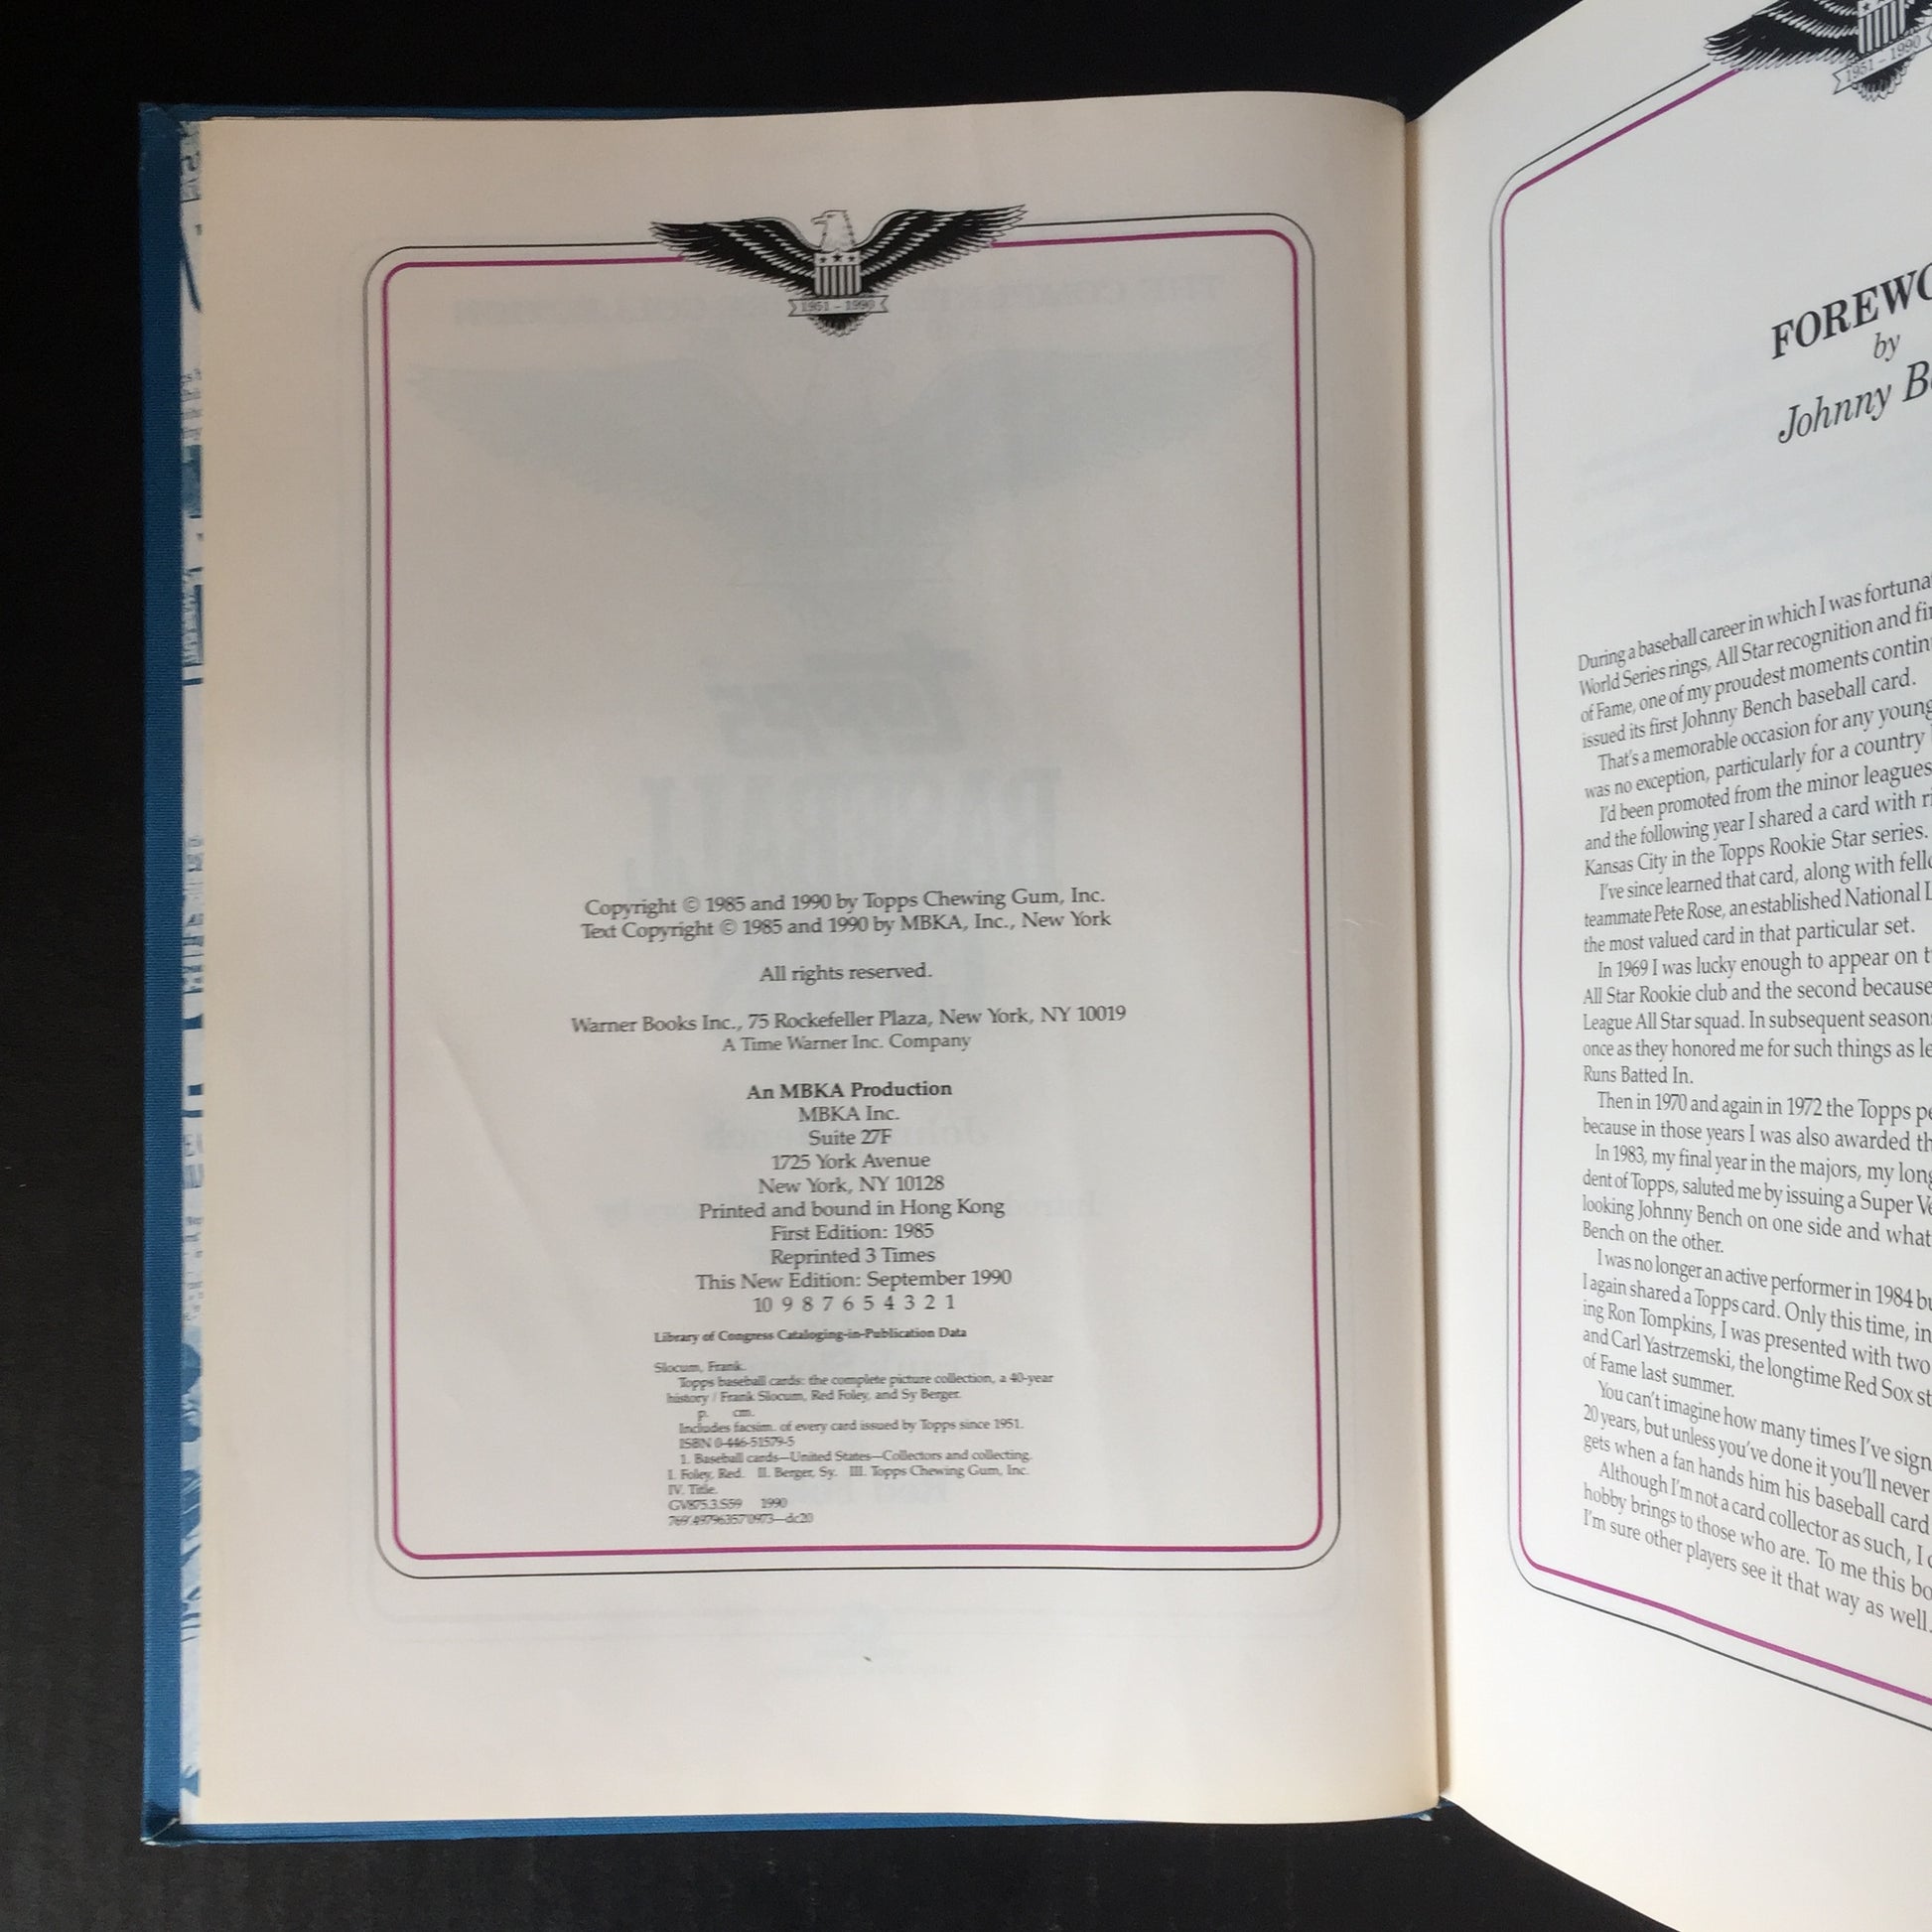 1951 – 1990
Copyright © 1985 and 1990 by Topps Chewing Gum, Inc.
Text Copyright © 1985 and 1990 by MBKA, Inc., New York
All rights reserved.
Warner Books Inc., 75 Rockefeller Plaza, New York, NY 10019
A Time Warner Inc. Company
An MBKA Production
MBKA Inc.
Suite 27F
1725 York Avenue
New York, NY 10128
Printed and bound in Hong Kong
First Edition: 1985
Reprinted 3 Times
This New Edition: September 1990
10 9 8 7 6 5 4 3 2 1
Library of Congress Cataloging-in-Publication Data
Slocum, Frank.
Topps baseball cards: the complete picture collection, a 40-year
history / Frank Slocum, Red Foley, and Sy Berger.
p. cm.
Includes facsim. of every card issued by Topps since 1951.
ISBN 0-446-51579-5
1. Baseball cards—United States—Collectors and collecting.
I. Foley, Red. II. Berger, Sy. III. Topps Chewing Gum, Inc.
IV. Title.
GV875.3.S59 1990
769'.49796357'0973—dc20
1951 – 1990
FOREWO
by
Johnny B
During a baseball career in which I was fortuna
World Series rings, All Star recognition and fi
of Fame, one of my proudest moments contin
issued its first Johnny Bench baseball card.
That's a memorable occasion for any young
was no exception, particularly for a country
I'd been promoted from the minor leagues
and the following year I shared a card with ri
Kansas City in the Topps Rookie Star series.
I've since learned that card, along with fell
teammate Pete Rose, an established National L
the most valued card in that particular set.
In 1969 I was lucky enough to appear on t
All Star Rookie club and the second because
League All Star squad. In subsequent season
once as they honored me for such things as le
Runs Batted In.
Then in 1970 and again in 1972 the Topps pe
because in those years I was also awarded th
In 1983, my final year in the majors, my long
dent of Topps, saluted me by issuing a Super Ve
looking Johnny Bench on one side and what
Bench on the other.
I was no longer an active performer in 1984 bu
I again shared a Topps card. Only this time, in
ing Ron Tompkins, I was presented with two
and Carl Yastrzemski, the longtime Red Sox st
of Fame last summer.
You can't imagine how many times I've sign
20 years, but unless you've done it you'll never
gets when a fan hands him his baseball card
Although I'm not a card collector as such, I
hobby brings to those who are. To me this bo
I'm sure other players see it that way as well.